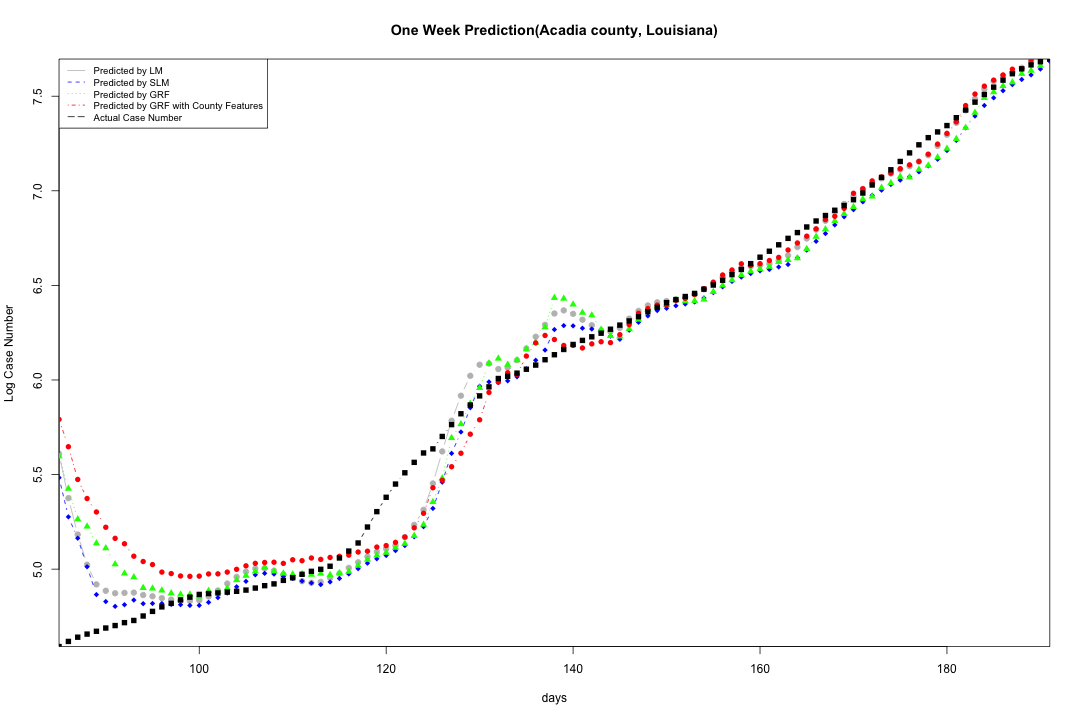 One Week Prediction(Acadia county, Louisiana)
Predicted by LM
Predicted by SLM
Predicted by GRF
Predicted by GRF with County Features
Actual Case Number
Log Case Number
7.5
7.0
6.5
6.0
5.5
5.0
100 120 140 160 180
days